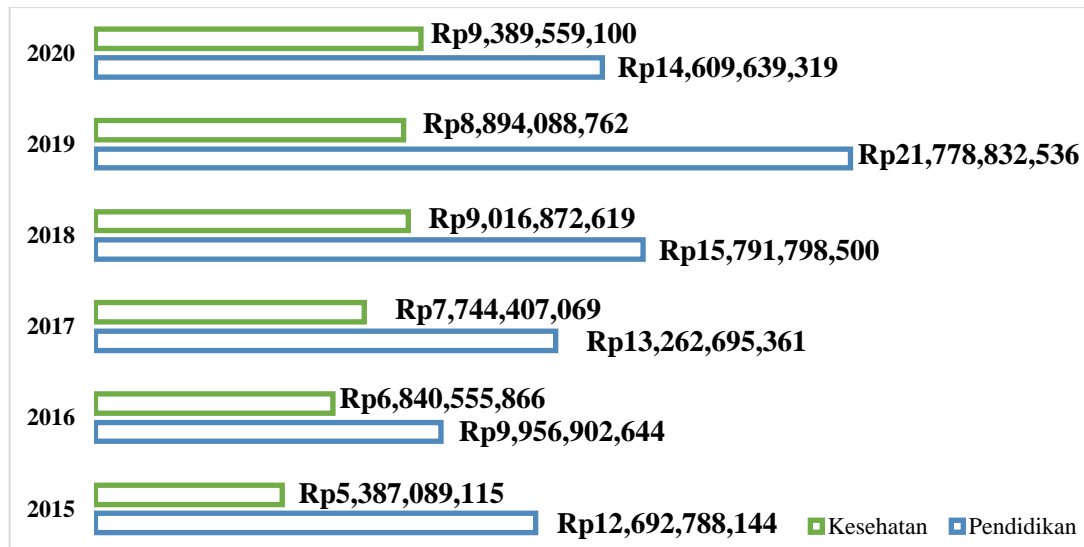 Rp9,389,559,100
2020
Rp14,609,639,319
Rp8,894,088,762
2019
Rp21,778,832,536
Rp9,016,872,619
2018
Rp15,791,798,500
Rp7,744,407,069
2017
Rp13,262,695,361
Rp6,840,555,866
2016
Rp9,956,902,644
Rp5,387,089,115
2015
Rp12,692,788,144
Kesehatan Pendidikan